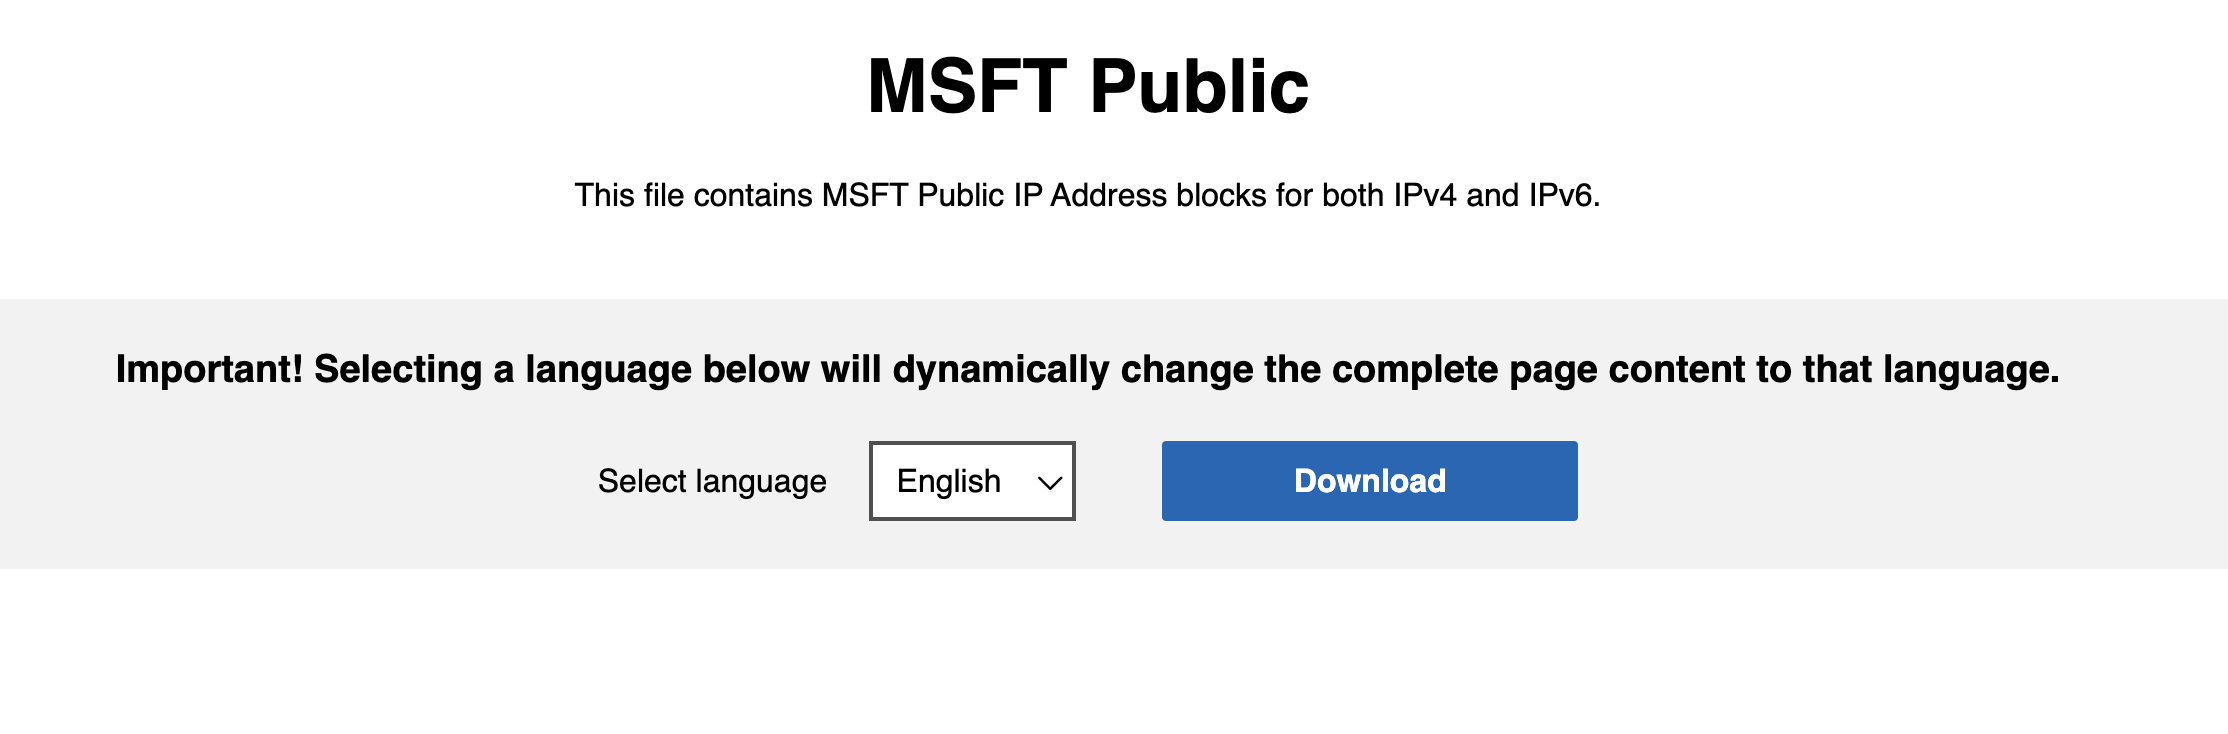 MSFT Public
This file contains MSFT Public IP Address blocks for both IPv4 and IPv6.
Important! Selecting a language below will dynamically change the complete page content to that language.
Select language English Download